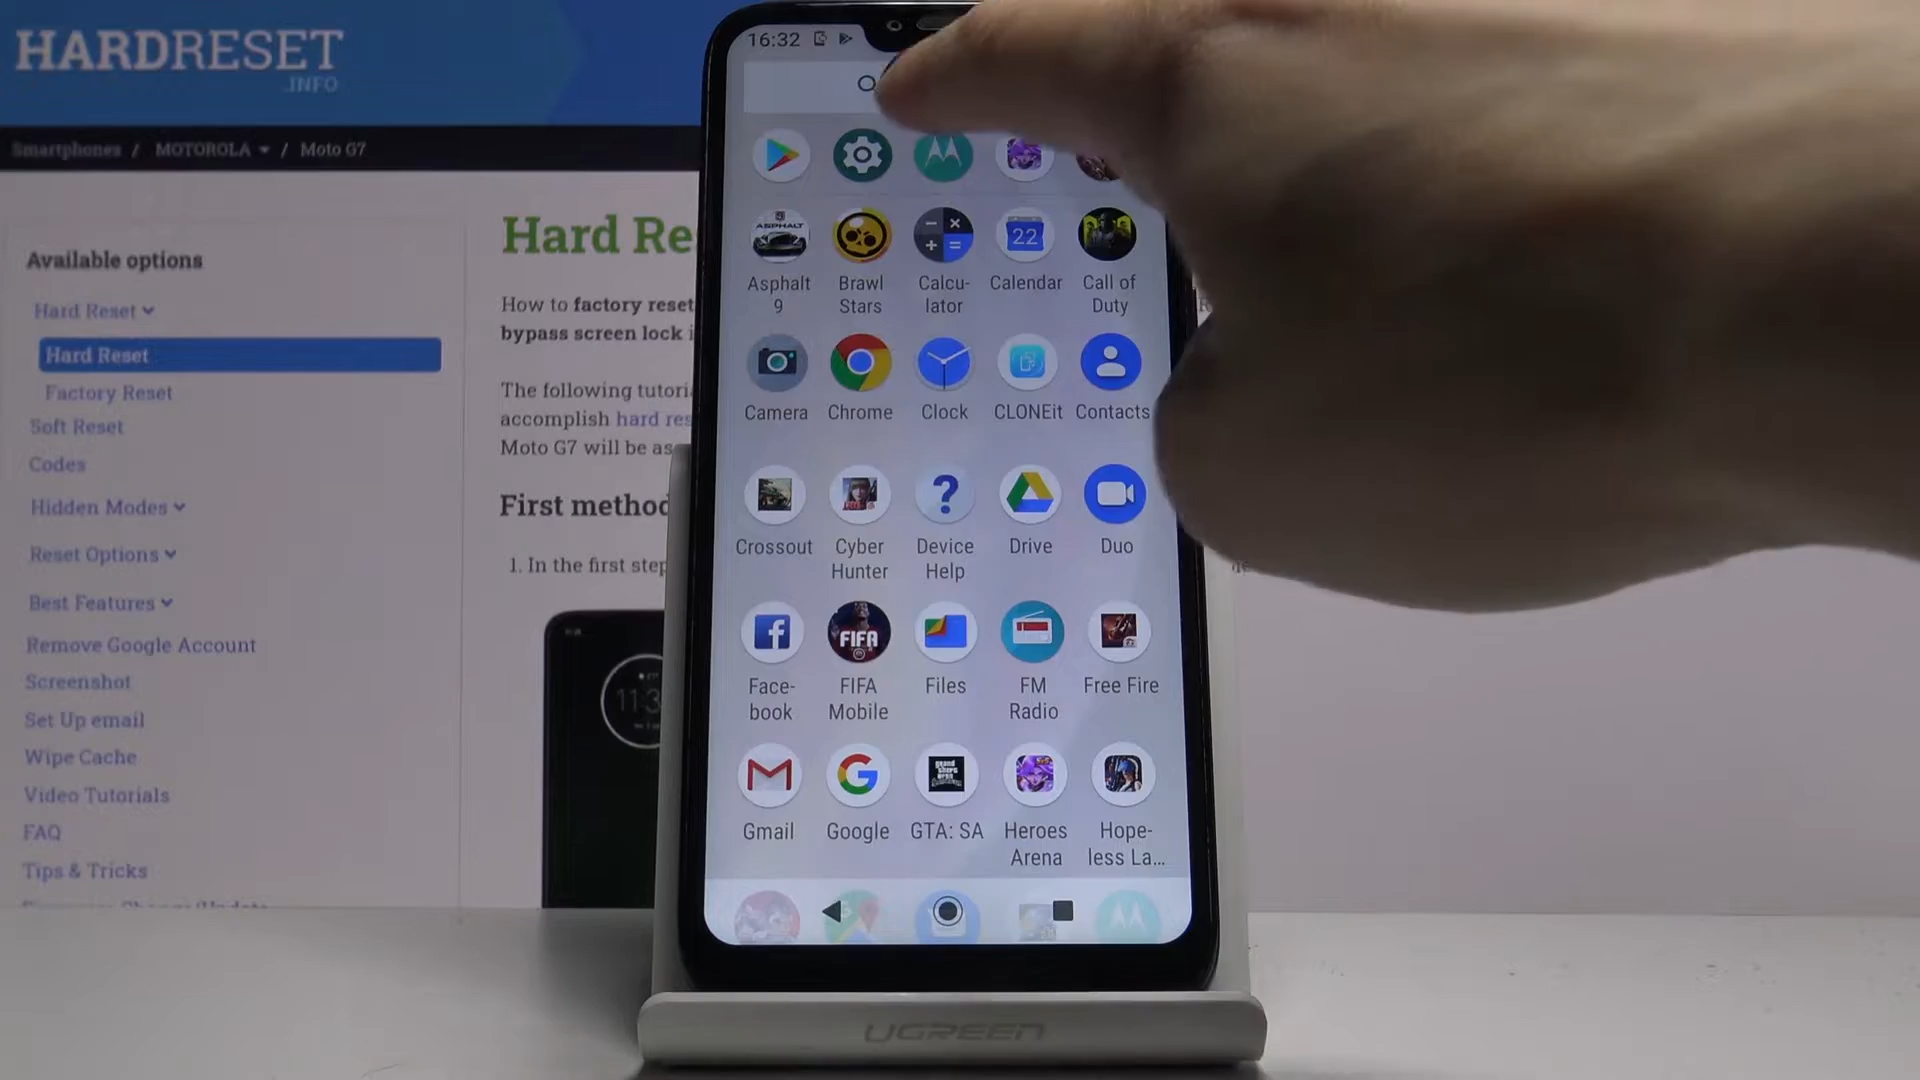 HARDRESET
.INFO
Smartphones / MOTOROLA / Moto G7
Available options
Hard Reset
Hard Reset
Factory Reset
Soft Reset
Codes
Hidden Modes
Reset Options
Best Features
Remove Google Account
Screenshot
Set Up email
Wipe Cache
Video Tutorials
FAQ
Tips & Tricks
Hard Re
How to factory reset
bypass screen lock i
The following tutori
accomplish hard res
Moto G7 will be as
First method
1. In the first step
16:32
ASPHALT
22
Asphalt
9
Brawl
Stars
Calcu-
lator
Calendar
Call of
Duty
Camera
Chrome
Clock
CLONEit
Contacts
Crossout
Cyber
Hunter
Device
Help
Drive
Duo
FIFA
Face-
book
FIFA
Mobile
Files
FM
Radio
Free Fire
Gmail
Google
GTA: SA
Heroes
Arena
Hope-
less La...
UGREEN